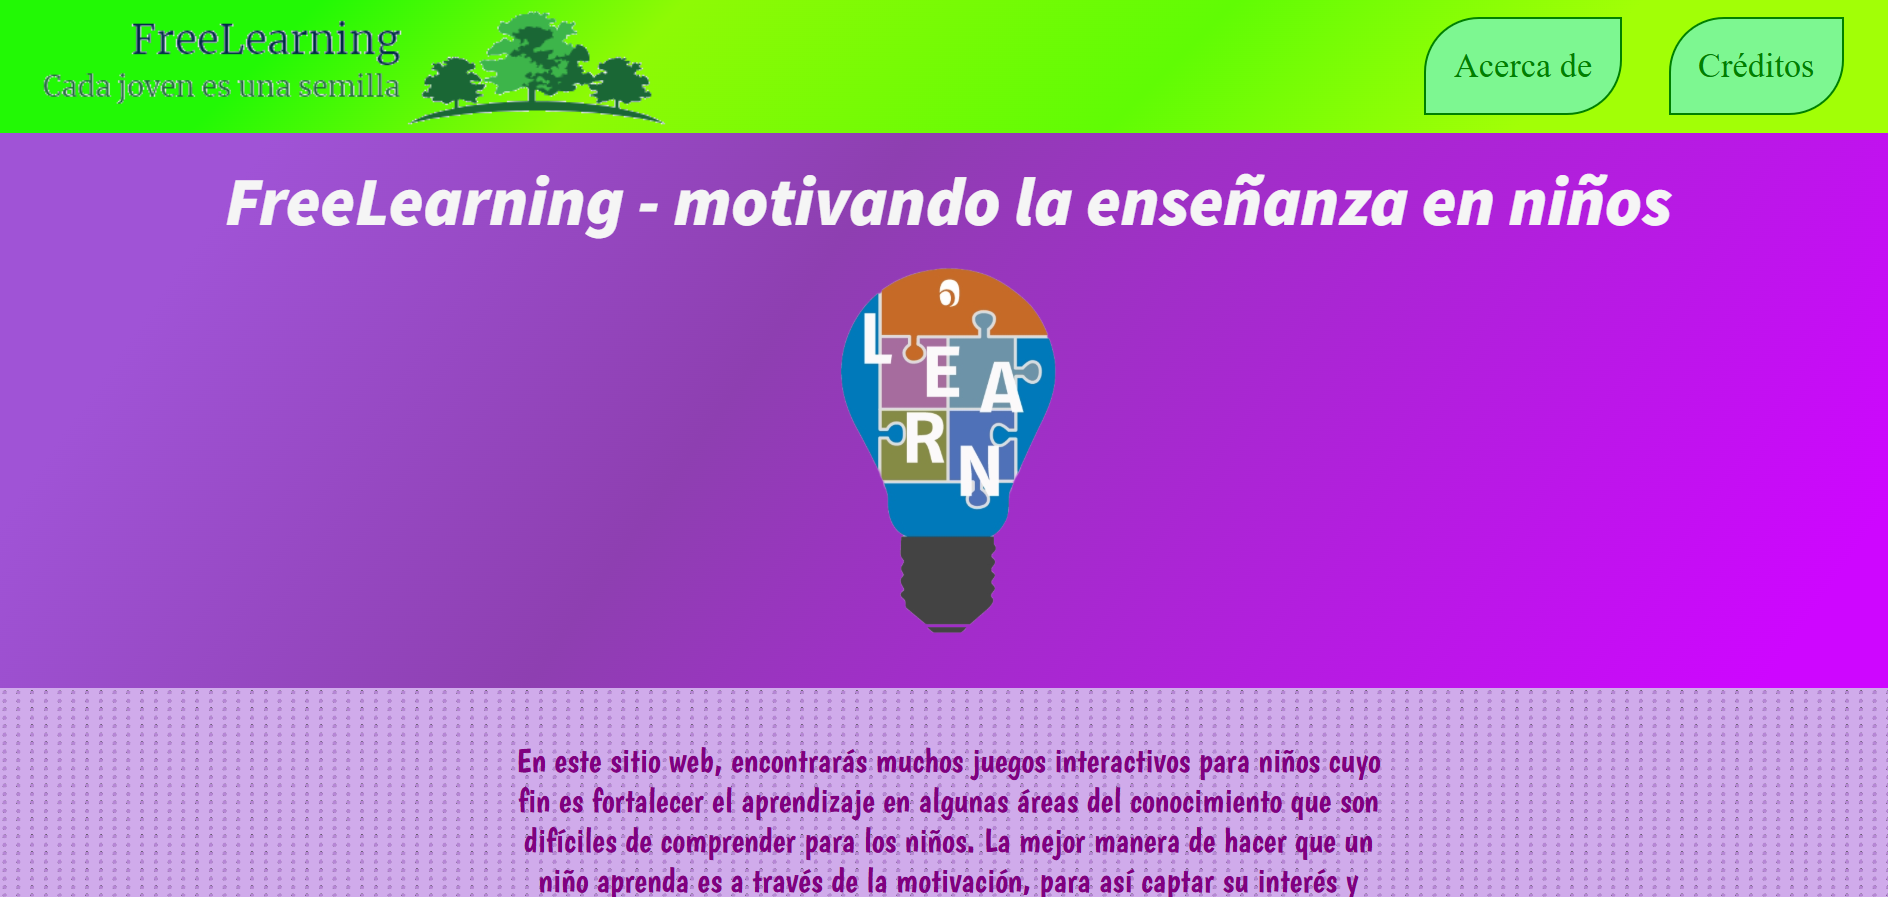 FreeLearning
Cada joven es una semilla
Acerca de
Créditos
FreeLearning - motivando la enseñanza en niños
L
E
A
R
N
En este sitio web, encontrarás muchos juegos interactivos para niños cuyo
fin es fortalecer el aprendizaje en algunas áreas del conocimiento que son
difíciles de comprender para los niños. La mejor manera de hacer que un
niño aprenda es a través de la motivación, para así captar su interés y